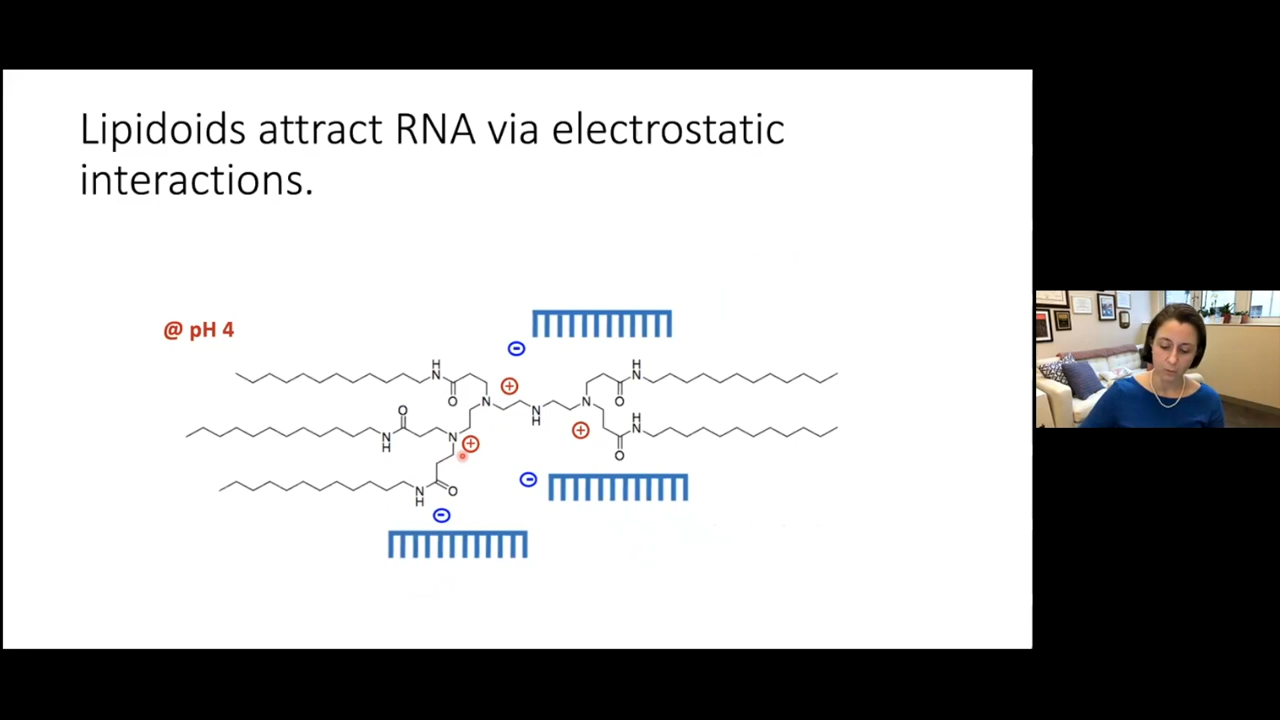 Lipidoids attract RNA via electrostatic
interactions.
@ pH 4
H
N
O
N
N
H
N
H
N
O
H
N
O
O
N
H
N
N
H
O
O